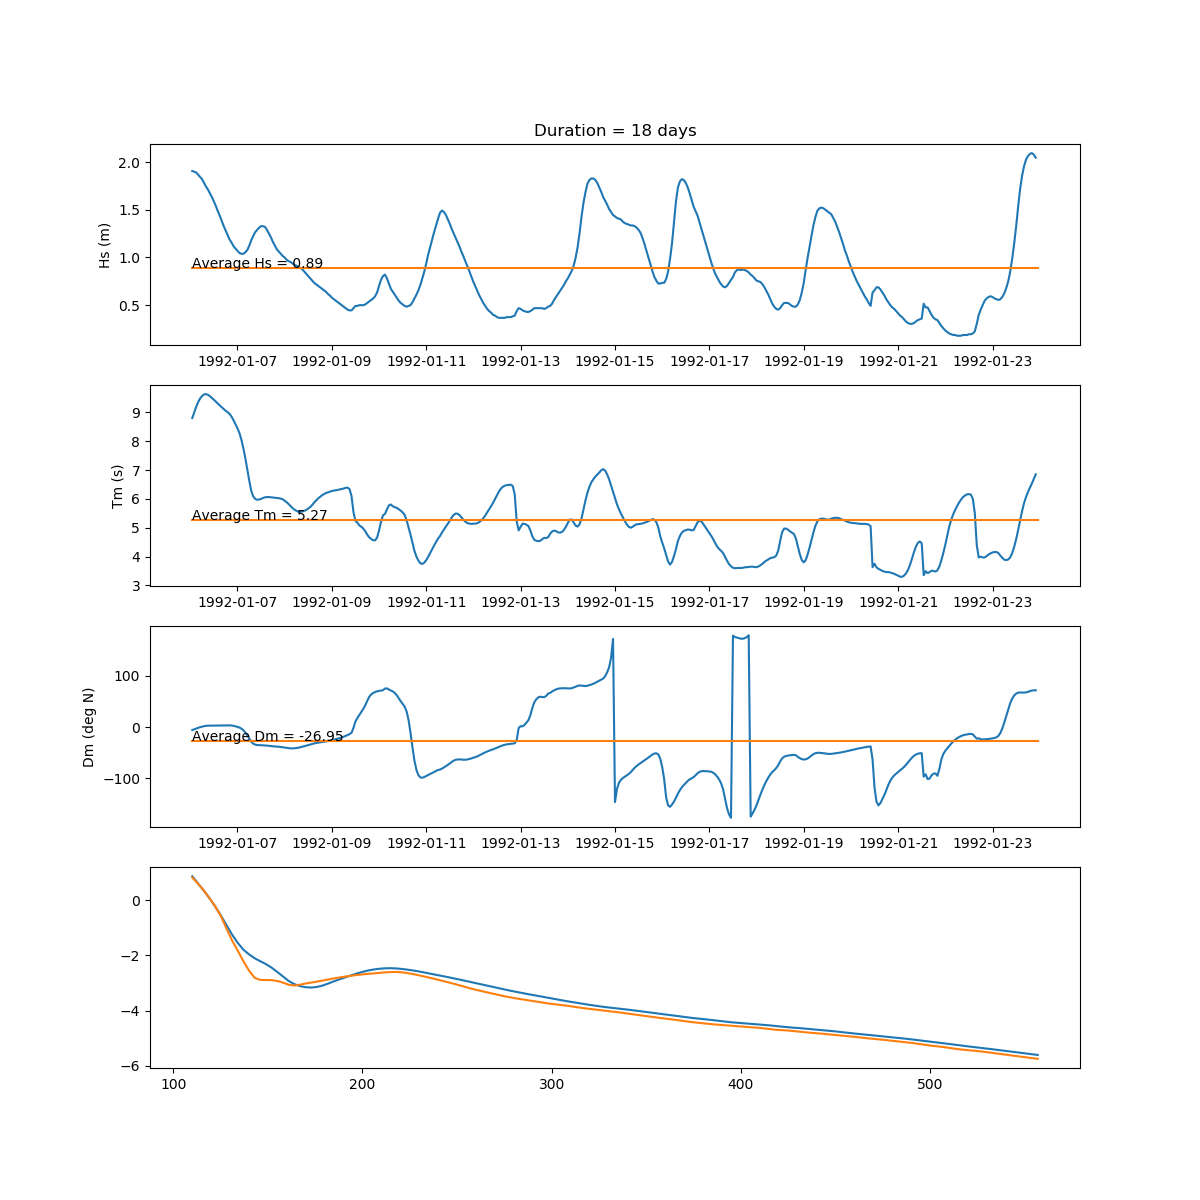 Duration = 18 days
2.0
1.5
1.0
0.5
Hs (m)
Average Hs = 0.89
1992-01-07 1992-01-09 1992-01-11 1992-01-13 1992-01-15 1992-01-17 1992-01-19 1992-01-21 1992-01-23
9
8
7
6
5
4
3
Tm (s)
Average Tm = 5.27
1992-01-07 1992-01-09 1992-01-11 1992-01-13 1992-01-15 1992-01-17 1992-01-19 1992-01-21 1992-01-23
100
0
−100
Dm (deg N)
Average Dm = -26.95
1992-01-07 1992-01-09 1992-01-11 1992-01-13 1992-01-15 1992-01-17 1992-01-19 1992-01-21 1992-01-23
0
−2
−4
−6
100 200 300 400 500